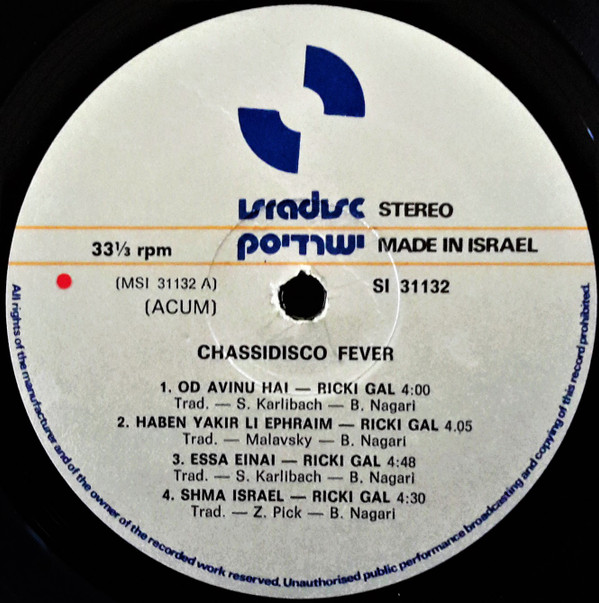 isradisc STEREO
ישרדיסק MADE IN ISRAEL
33⅓ rpm
(MSI 31132 A) SI 31132
(ACUM)
CHASSIDISCO FEVER
1. OD AVINU HAI — RICKI GAL 4:00
Trad. — S. Karlibach — B. Nagari
2. HABEN YAKIR LI EPHRAIM — RICKI GAL 4.05
Trad. — Malavsky — B. Nagari
3. ESSA EINAI — RICKI GAL 4:48
Trad. — S. Karlibach — B. Nagari
4. SHMA ISRAEL — RICKI GAL 4:30
Trad. — Z. Pick — B. Nagari
All rights of the manufacturer and of the owner of the recorded work reserved. Unauthorised public performance broadcasting and copying of this record prohibited.